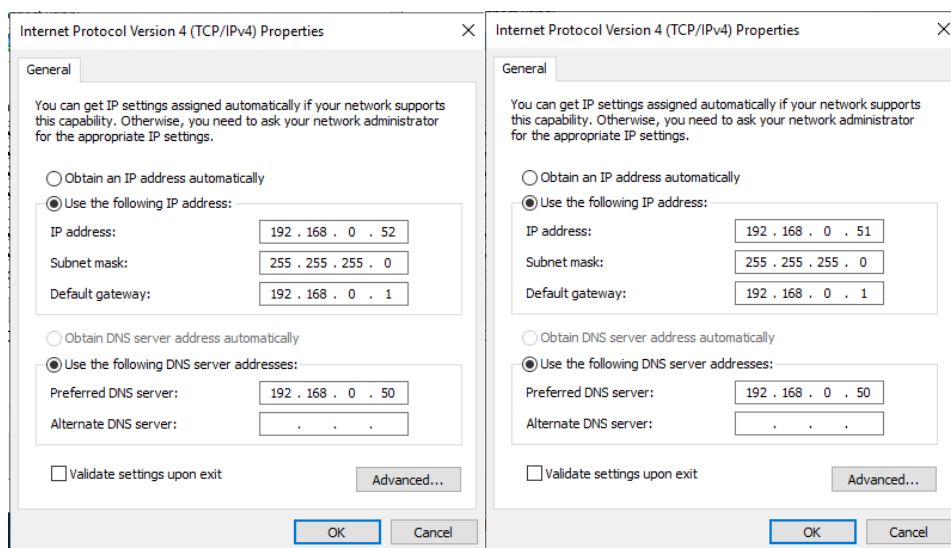 Internet Protocol Version 4 (TCP/IPv4) Properties
General
You can get IP settings assigned automatically if your network supports
this capability. Otherwise, you need to ask your network administrator
for the appropriate IP settings.
Obtain an IP address automatically
Use the following IP address:
IP address: 192 . 168 . 0 . 52
Subnet mask: 255 . 255 . 255 . 0
Default gateway: 192 . 168 . 0 . 1
Obtain DNS server address automatically
Use the following DNS server addresses:
Preferred DNS server: 192 . 168 . 0 . 50
Alternate DNS server: . . .
Validate settings upon exit
Advanced...
OK Cancel
Internet Protocol Version 4 (TCP/IPv4) Properties
General
You can get IP settings assigned automatically if your network supports
this capability. Otherwise, you need to ask your network administrator
for the appropriate IP settings.
Obtain an IP address automatically
Use the following IP address:
IP address: 192 . 168 . 0 . 51
Subnet mask: 255 . 255 . 255 . 0
Default gateway: 192 . 168 . 0 . 1
Obtain DNS server address automatically
Use the following DNS server addresses:
Preferred DNS server: 192 . 168 . 0 . 50
Alternate DNS server: . . .
Validate settings upon exit
Advanced...
OK Cancel